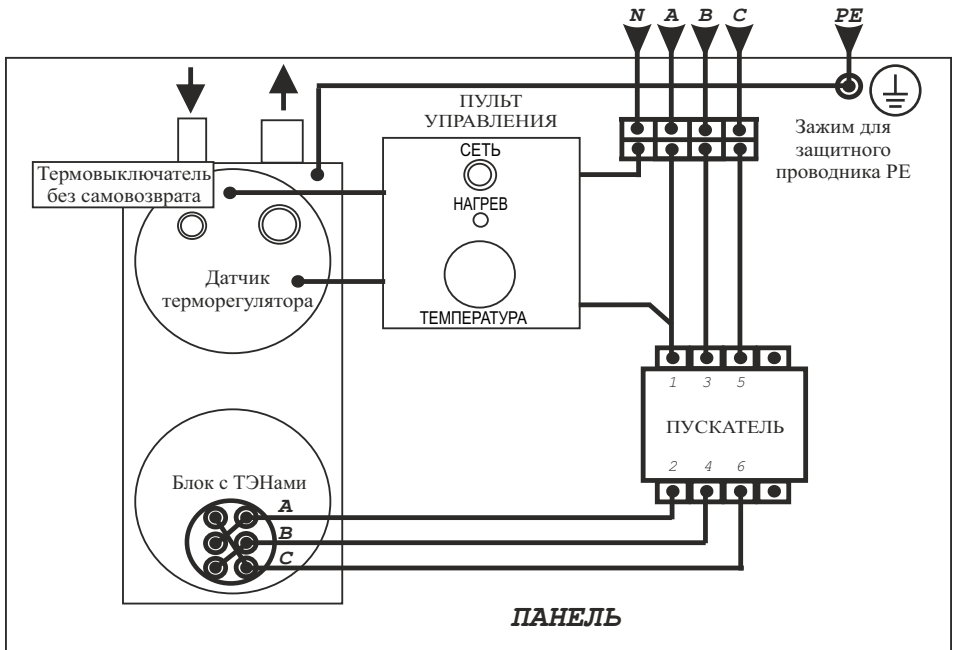 N A B C PE
ПУЛЬТ
УПРАВЛЕНИЯ
Зажим для
защитного
проводника РЕ
СЕТЬ
НАГРЕВ
ТЕМПЕРАТУРА
Термовыключатель
без самовозврата
Датчик
терморегулятора
1 3 5
ПУСКАТЕЛЬ
2 4 6
Блок с ТЭНами
A
B
C
ПАНЕЛЬ